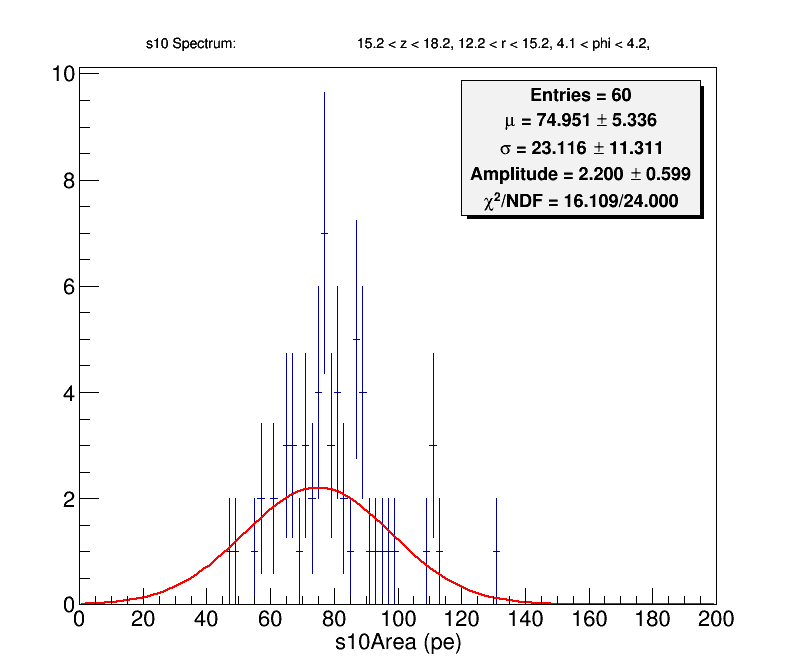 s10 Spectrum: 15.2 < z < 18.2, 12.2 < r < 15.2, 4.1 < phi < 4.2,
Entries = 60
μ = 74.951 ± 5.336
σ = 23.116 ± 11.311
Amplitude = 2.200 ± 0.599
χ²/NDF = 16.109/24.000
10
8
6
4
2
0
0 20 40 60 80 100 120 140 160 180 200
s10Area (pe)